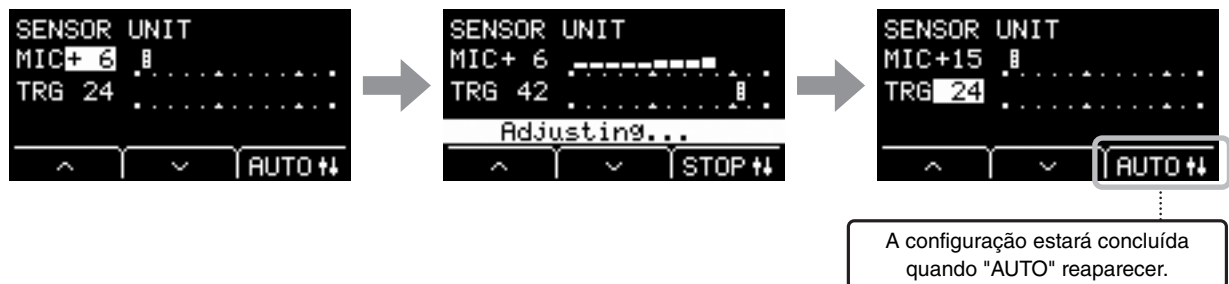 SENSOR UNIT
MIC+ 6
TRG 24
AUTO
SENSOR UNIT
MIC+ 6
TRG 42
Adjusting...
STOP
SENSOR UNIT
MIC+15
TRG 24
AUTO
A configuração estará concluída
quando "AUTO" reaparecer.